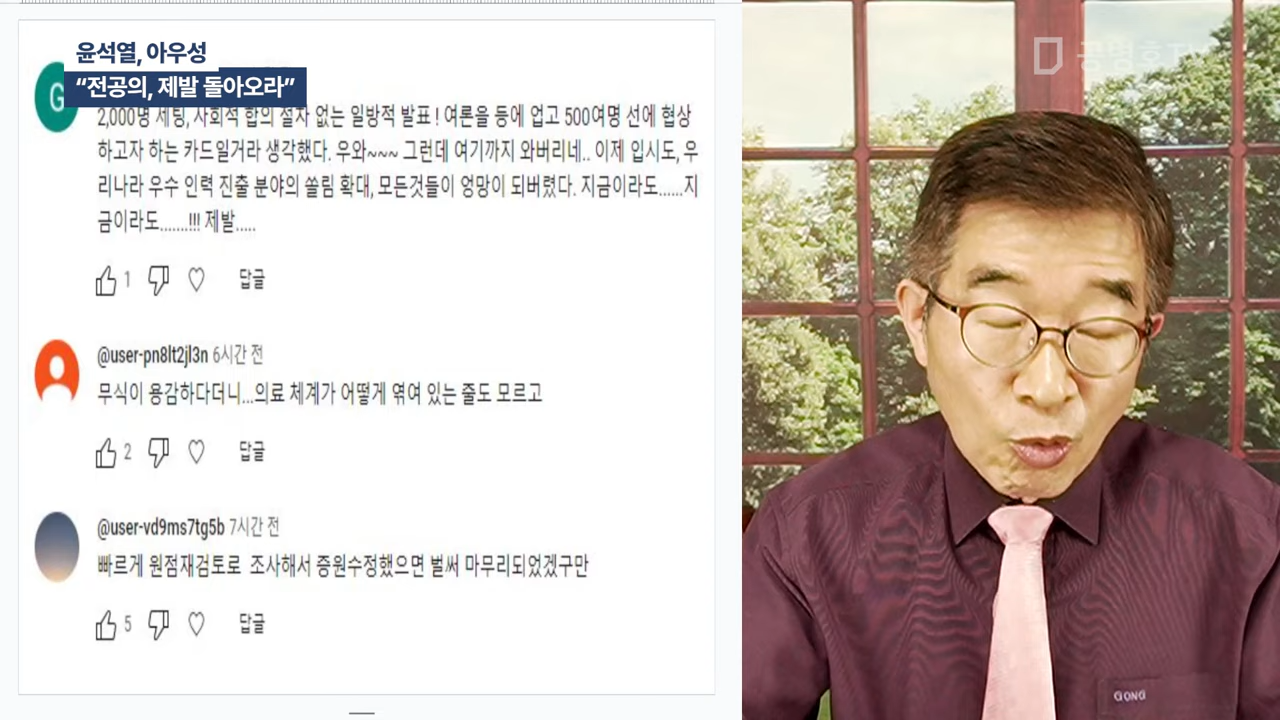 윤석열, 아우성
“전공의, 제발 돌아오라”
G
2,000명 세팅, 사회적 합의 절차 없는 일방적 발표 ! 여론을 등에 업고 500여명 선에 협상
하고자 하는 카드일거라 생각했다. 우와~~~ 그런데 여기까지 와버리네.. 이제 입시도, 우
리나라 우수 인력 진출 분야의 쏠림 확대, 모든것들이 엉망이 되버렸다. 지금이라도......지
금이라도.......!!! 제발.....
1 답글
@user-pn8lt2jl3n 6시간 전
무식이 용감하다더니...의료 체계가 어떻게 엮여 있는 줄도 모르고
2 답글
@user-vd9ms7tg5b 7시간 전
빠르게 원점재검토로 조사해서 증원수정했으면 벌써 마무리되었겠구만
5 답글
GONG